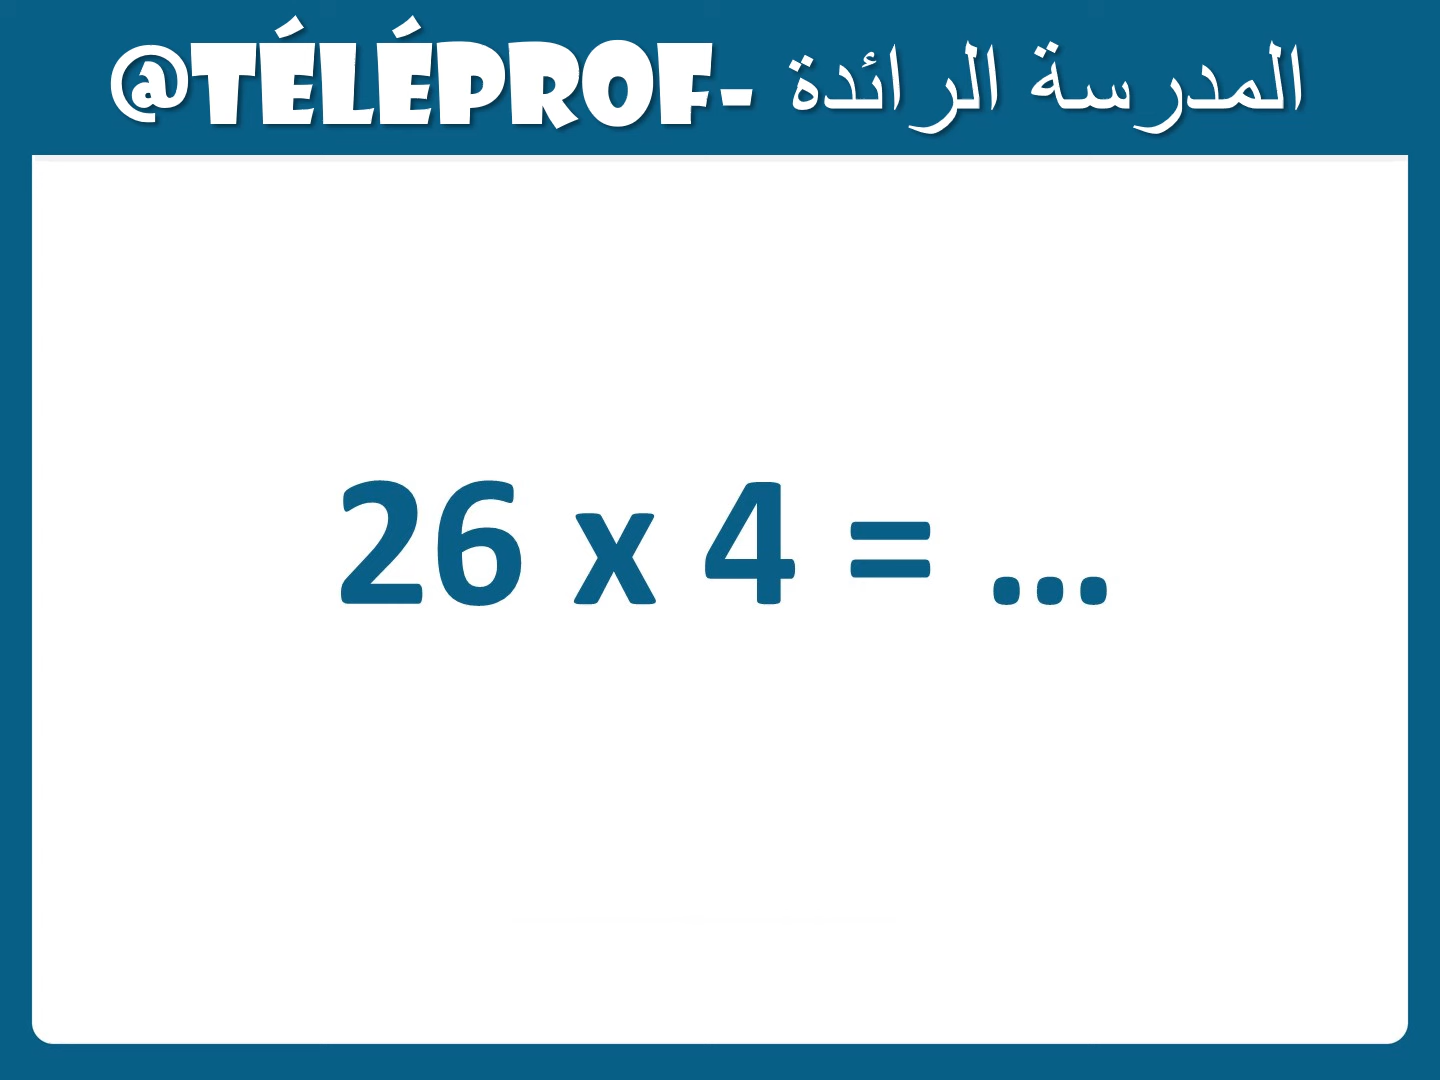 @TÉLÉPROF- المدرسة الرائدة
26 x 4 = ...